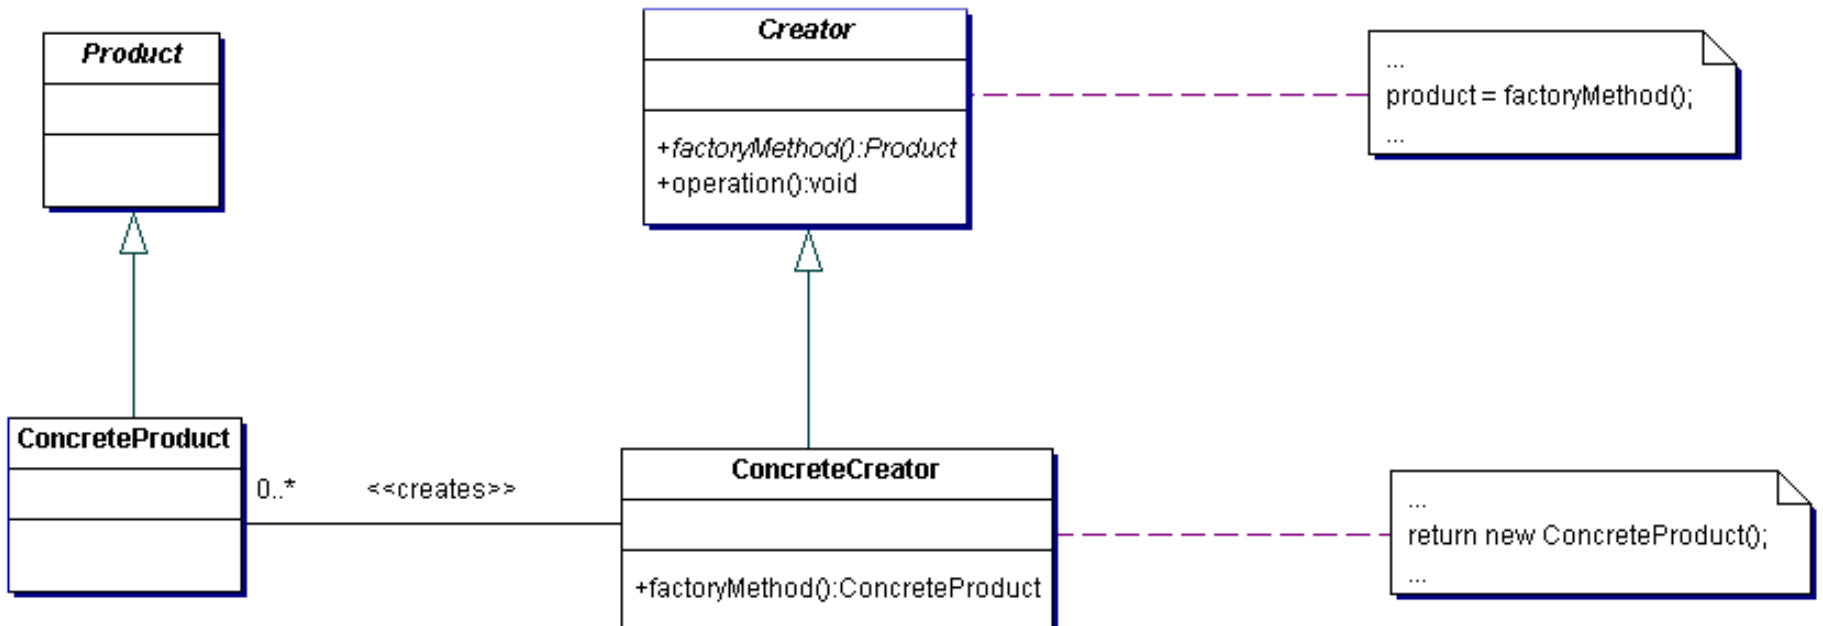 Product
Creator
+factoryMethod():Product
+operation():void
...
product = factoryMethod();
...
ConcreteProduct
0..*
<<creates>>
ConcreteCreator
+factoryMethod():ConcreteProduct
...
return new ConcreteProduct();
...